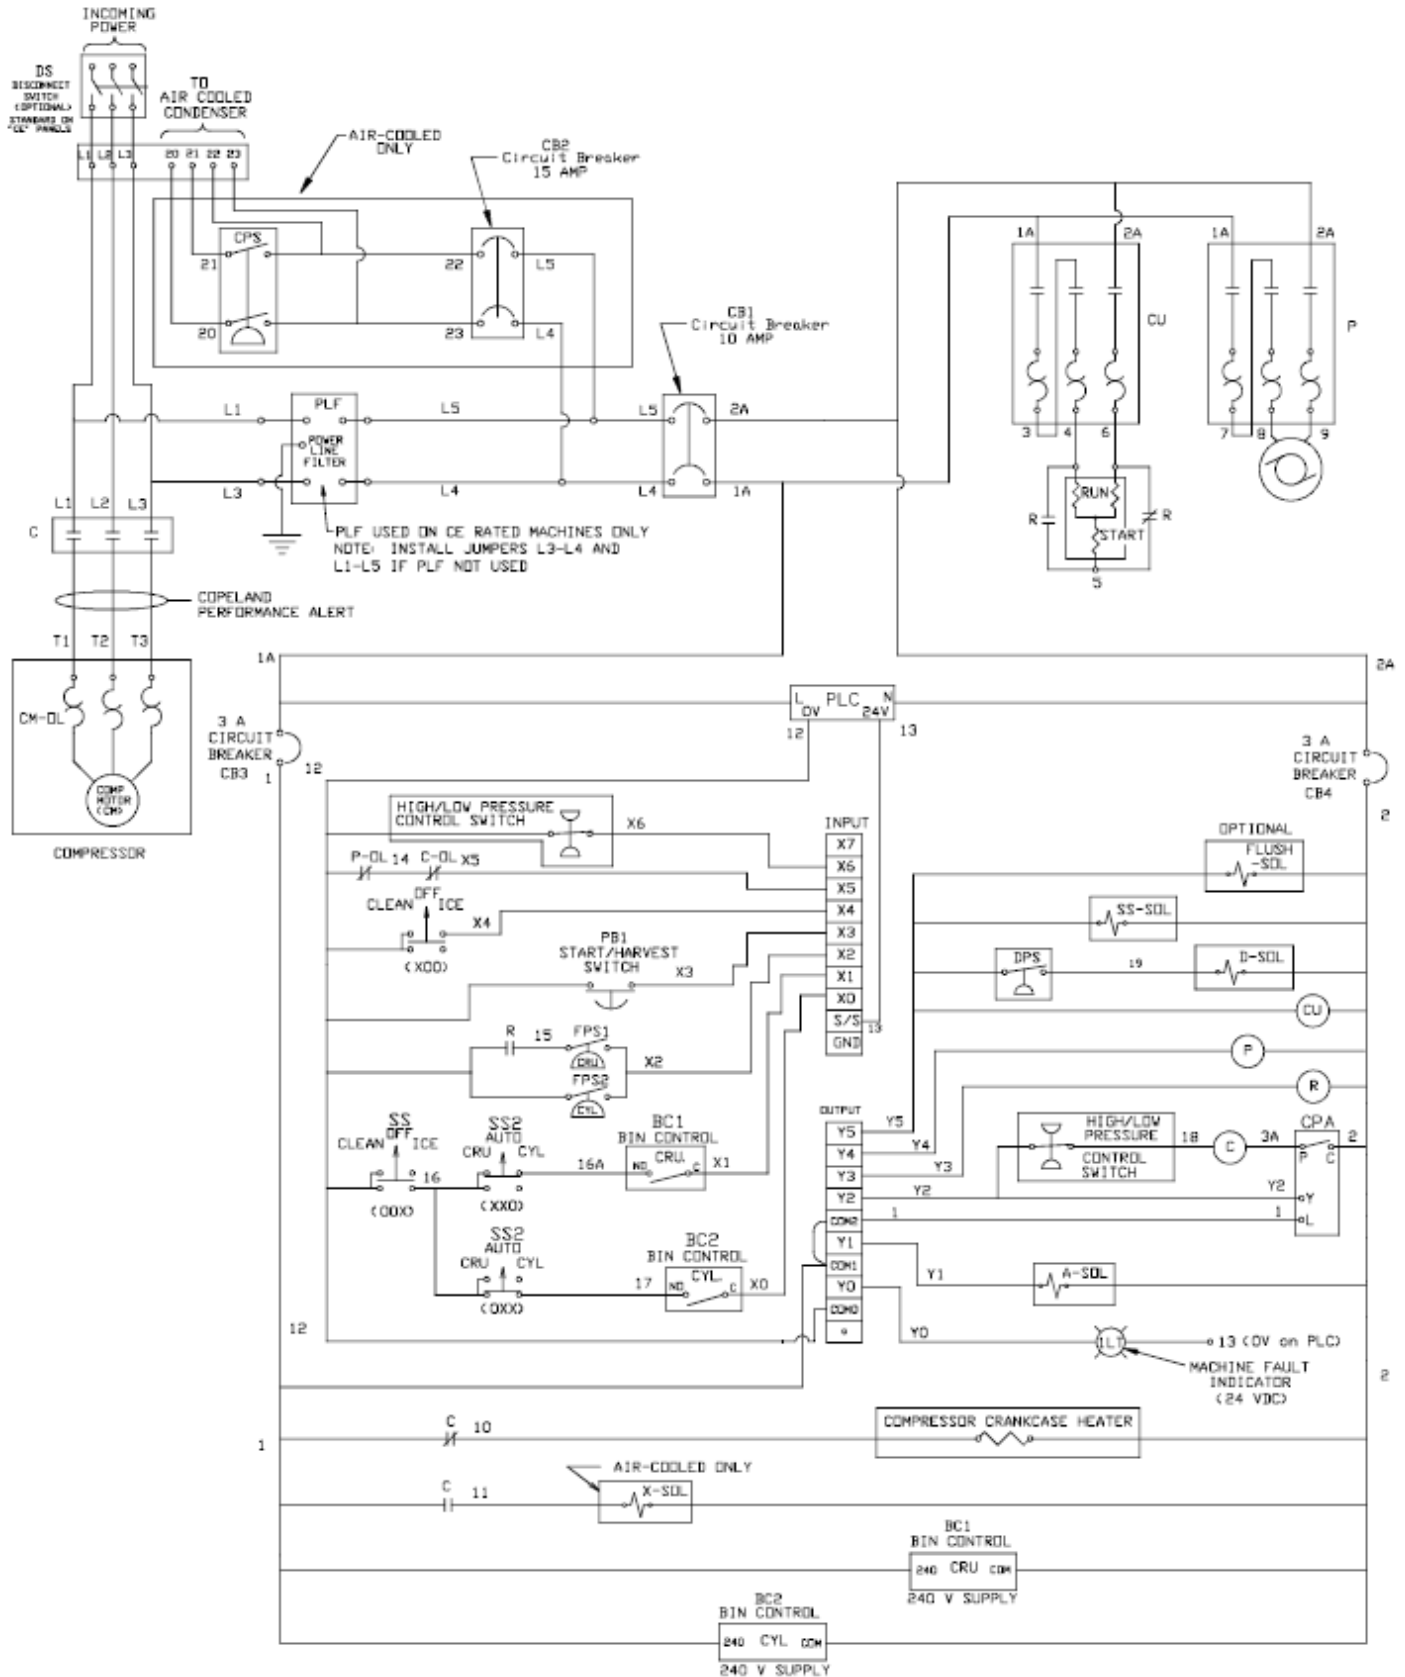 INCOMING
POWER
DS
DISCONNECT
SWITCH
(OPTIONAL)
STANDARD ON
"CE" PANELS
TO
AIR COOLED
CONDENSER
L1 L2 L3 20 21 22 23
AIR-COOLED
ONLY
CB2
Circuit Breaker
15 AMP
CPS
21
22
L5
20
23
L4
CB1
Circuit Breaker
10 AMP
1A 2A
CU
1A 2A
P
3 4 6
7 8 9
L1
PLF
L5
L5
2A
POWER
LINE
FILTER
L3
L4
L4
1A
R
RUN
START
R
5
L1 L2 L3
C
PLF USED ON CE RATED MACHINES ONLY
NOTE: INSTALL JUMPERS L3-L4 AND
L1-L5 IF PLF NOT USED
COPELAND
PERFORMANCE ALERT
T1 T2 T3
CM-OL
COMP
MOTOR
(CM)
COMPRESSOR
1A
2A
L PLC N
0V 24V
12
13
3 A
CIRCUIT
BREAKER
CB3
1
12
3 A
CIRCUIT
BREAKER
CB4
2
HIGH/LOW PRESSURE
CONTROL SWITCH
X6
INPUT
X7
X6
X5
X4
X3
X2
X1
X0
S/S
GND
13
P-OL 14 C-OL X5
OFF
CLEAN ICE
X4
(X00)
PB1
START/HARVEST
SWITCH
X3
R 15 FPS1
CRU
X2
FPS2
CYL
SS
OFF
CLEAN ICE
16
(00X)
SS2
AUTO
CRU CYL
(XX0)
16A
BC1
BIN CONTROL
CRU.
NO C
X1
SS2
AUTO
CRU CYL
(0XX)
17
BC2
BIN CONTROL
CYL.
NO C
X0
12
OPTIONAL
FLUSH
-SOL
SS-SOL
DPS
19
D-SOL
CU
P
R
OUTPUT
Y5
Y4
Y3
Y2
COM2
Y1
COM1
Y0
COM0
Y5
Y4
Y3
Y2
1
HIGH/LOW
PRESSURE
CONTROL
SWITCH
18
C
3A
CPA
2
P C
Y2
Y
1
L
Y1
A-SOL
Y0
1LT
13 (0V on PLC)
MACHINE FAULT
INDICATOR
(24 VDC)
2
1
C
10
COMPRESSOR CRANKCASE HEATER
AIR-COOLED ONLY
C
11
X-SOL
BC1
BIN CONTROL
240 CRU COM
240 V SUPPLY
BC2
BIN CONTROL
240 CYL COM
240 V SUPPLY